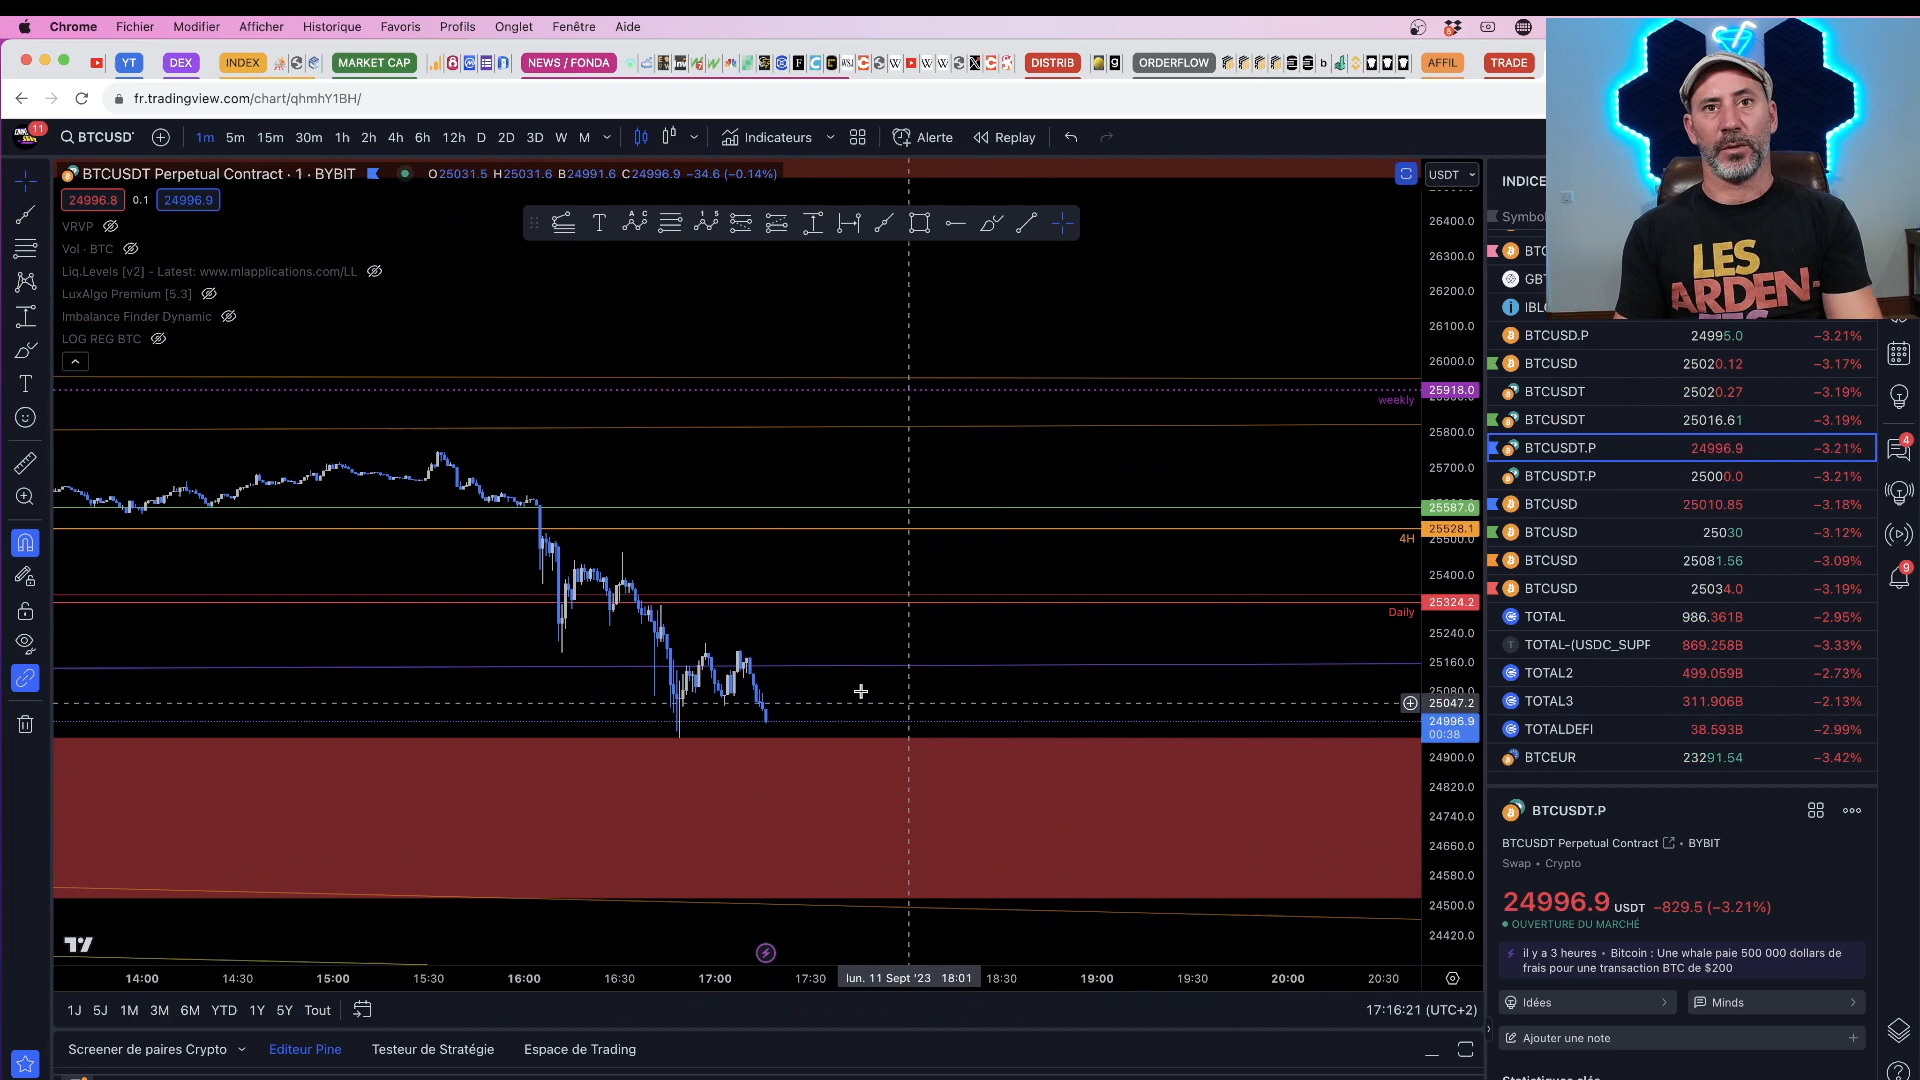 Chrome Fichier Modifier Afficher Historique Favoris Profils Onglet Fenêtre Aide
YT DEX INDEX MARKET CAP NEWS / FONDA DISTRIB ORDERFLOW AFFIL TRADE
fr.tradingview.com/chart/qhmhY1BH/
11 BTCUSDT 1m 5m 15m 30m 1h 2h 4h 6h 12h D 2D 3D W M Indicateurs Alerte Replay
BTCUSDT Perpetual Contract · 1 · BYBIT O25031.5 H25031.6 B24991.6 C24996.9 −34.6 (−0.14%)
USDT
24996.8 0.1 24996.9
VRVP
Vol · BTC
Liq.Levels [v2] - Latest: www.mlapplications.com/LL
LuxAlgo Premium [5.3]
Imbalance Finder Dynamic
LOG REG BTC
26400.0
26300.0
26200.0
26100.0
26000.0
25918.0
weekly
25800.0
25700.0
25587.0
25528.1
4H
25500.0
25400.0
25324.2
Daily
25240.0
25160.0
25080.0
25047.2
24996.9
00:38
24900.0
24820.0
24740.0
24660.0
24580.0
24500.0
24420.0
14:00 14:30 15:00 15:30 16:00 16:30 17:00 17:30 lun. 11 Sept '23 18:01 18:30 19:00 19:30 20:00 20:30
1J 5J 1M 3M 6M YTD 1Y 5Y Tout
17:16:21 (UTC+2)
Screener de paires Crypto Editeur Pine Testeur de Stratégie Espace de Trading
LES
ARDEN-
INDICE
Symbol
BT
GB
IBL
BTCUSD.P 24995.0 −3.21%
BTCUSD 25020.12 −3.17%
BTCUSDT 25020.27 −3.19%
BTCUSDT 25016.61 −3.19%
BTCUSDT.P 24996.9 −3.21%
BTCUSDT.P 25000.0 −3.21%
BTCUSD 25010.85 −3.18%
BTCUSD 25030 −3.12%
BTCUSD 25081.56 −3.09%
BTCUSD 25034.0 −3.19%
TOTAL 986.361B −2.95%
TOTAL-(USDC_SUPF 869.258B −3.33%
TOTAL2 499.059B −2.73%
TOTAL3 311.906B −2.13%
TOTALDEFI 38.593B −2.99%
BTCEUR 23291.54 −3.42%
4
9
BTCUSDT.P
BTCUSDT Perpetual Contract • BYBIT
Swap • Crypto
24996.9 USDT −829.5 (−3.21%)
OUVERTURE DU MARCHÉ
il y a 3 heures • Bitcoin : Une whale paie 500 000 dollars de
frais pour une transaction BTC de $200
Idées Minds
Ajouter une note